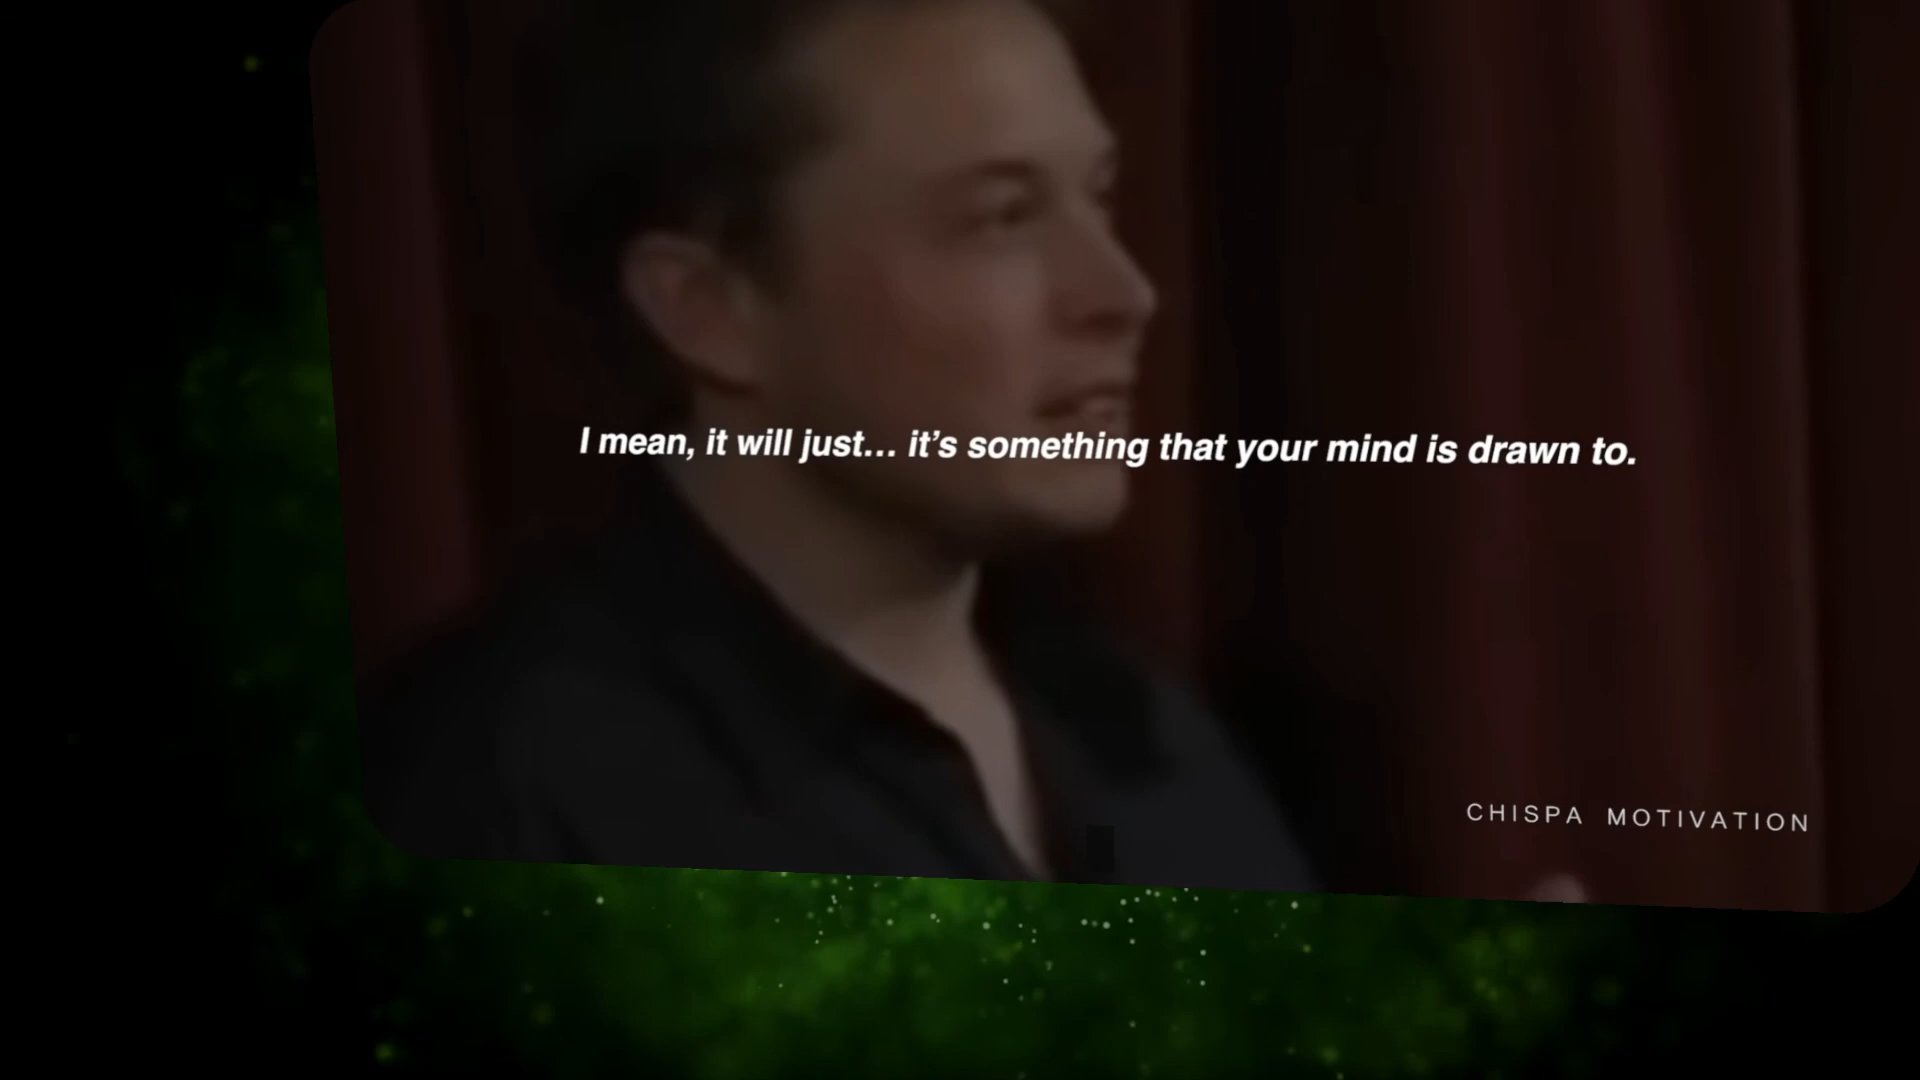 I mean, it will just... it’s something that your mind is drawn to.
CHISPA MOTIVATION